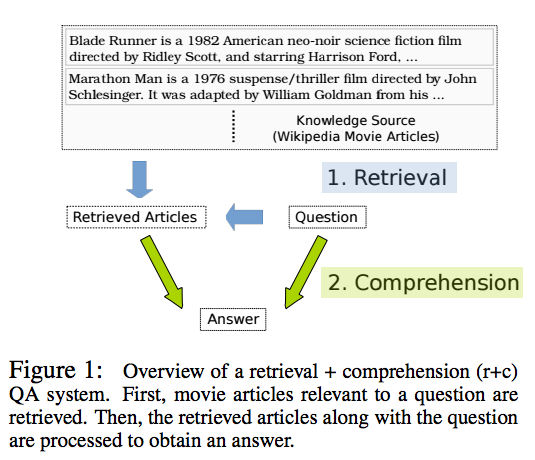 Blade Runner is a 1982 American neo-noir science fiction film
directed by Ridley Scott, and starring Harrison Ford, ...
Marathon Man is a 1976 suspense/thriller film directed by John
Schlesinger. It was adapted by William Goldman from his ...
Knowledge Source
(Wikipedia Movie Articles)
1. Retrieval
Retrieved Articles
Question
2. Comprehension
Answer
Figure 1: Overview of a retrieval + comprehension (r+c)
QA system. First, movie articles relevant to a question are
retrieved. Then, the retrieved articles along with the question
are processed to obtain an answer.